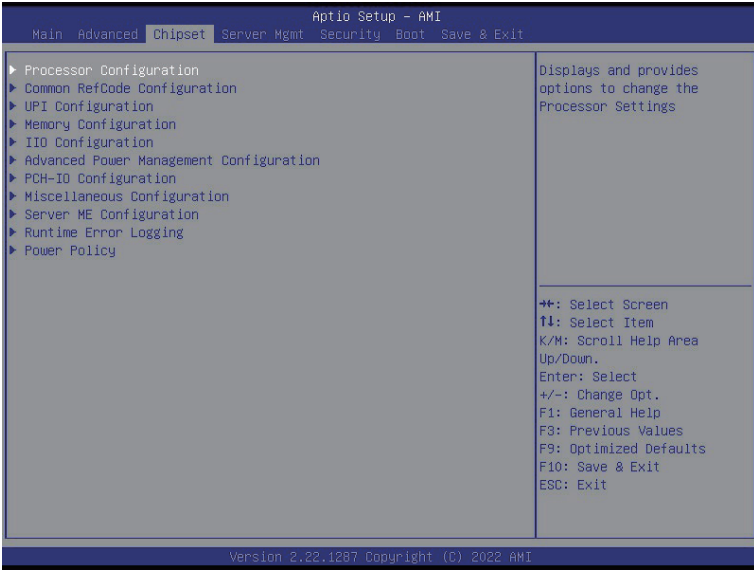 Aptio Setup – AMI
Main Advanced Chipset Server Mgmt Security Boot Save & Exit
▶ Processor Configuration
▶ Common RefCode Configuration
▶ UPI Configuration
▶ Memory Configuration
▶ IIO Configuration
▶ Advanced Power Management Configuration
▶ PCH-IO Configuration
▶ Miscellaneous Configuration
▶ Server ME Configuration
▶ Runtime Error Logging
▶ Power Policy
Displays and provides
options to change the
Processor Settings
→←: Select Screen
↑↓: Select Item
K/M: Scroll Help Area
Up/Down.
Enter: Select
+/-: Change Opt.
F1: General Help
F3: Previous Values
F9: Optimized Defaults
F10: Save & Exit
ESC: Exit
Version 2.22.1287 Copyright (C) 2022 AMI